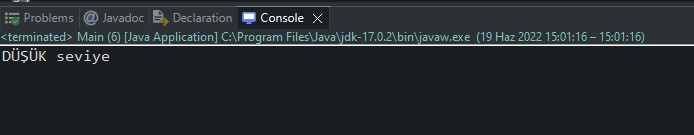 Problems @ Javadoc Declaration Console
<terminated> Main (6) [Java Application] C:\Program Files\Java\jdk-17.0.2\bin\javaw.exe (19 Haz 2022 15:01:16 – 15:01:16)
DÜŞÜK seviye